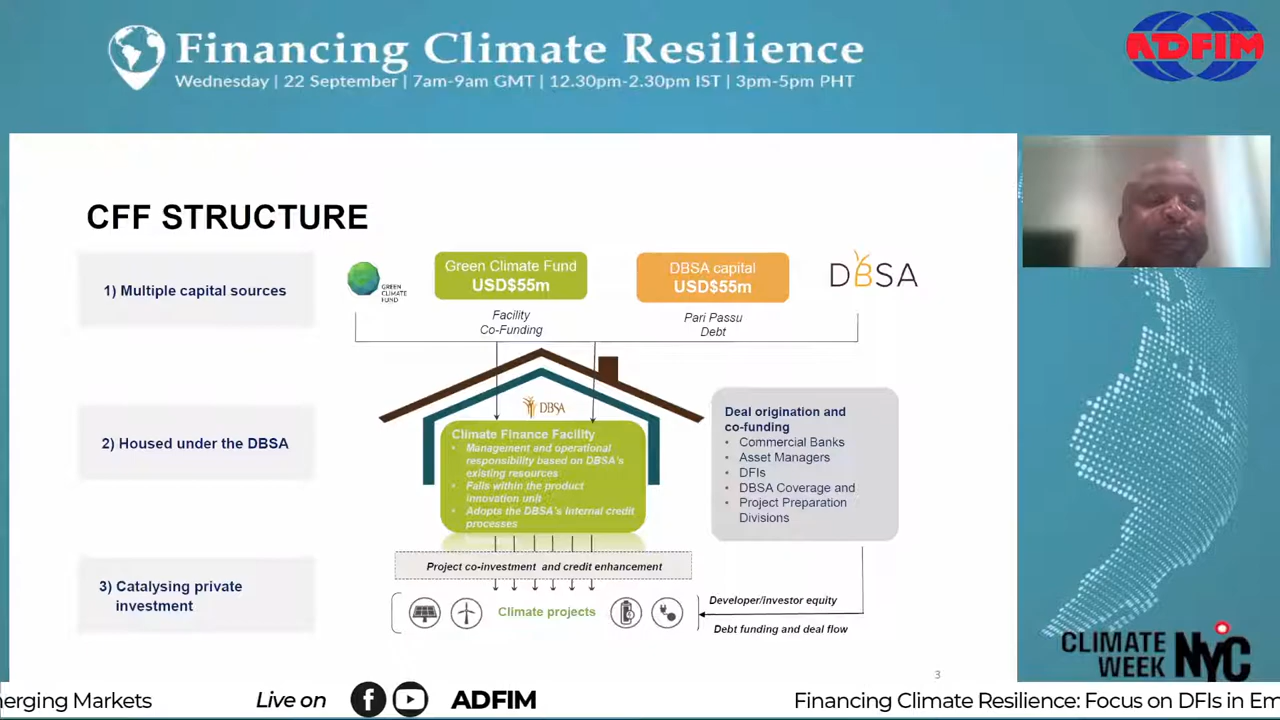 Financing Climate Resilience
Wednesday | 22 September | 7am-9am GMT | 12.30pm-2.30pm IST | 3pm-5pm PHT
ADFIM
CFF STRUCTURE
1) Multiple capital sources
GREEN
CLIMATE
FUND
Green Climate Fund
USD$55m
DBSA capital
USD$55m
DBSA
Facility
Co-Funding
Pari Passu
Debt
2) Housed under the DBSA
DBSA
Climate Finance Facility
• Management and operational
responsibility based on DBSA's
existing resources
• Falls within the product
innovation unit
• Adopts the DBSA's internal credit
processes
Deal origination and
co-funding
• Commercial Banks
• Asset Managers
• DFIs
• DBSA Coverage and
• Project Preparation
Divisions
3) Catalysing private
investment
Project co-investment and credit enhancement
Climate projects
Developer/investor equity
Debt funding and deal flow
3
CLIMATE
WEEK
NYC
nerging Markets
Live on
ADFIM
Financing Climate Resilience: Focus on DFIs in Em